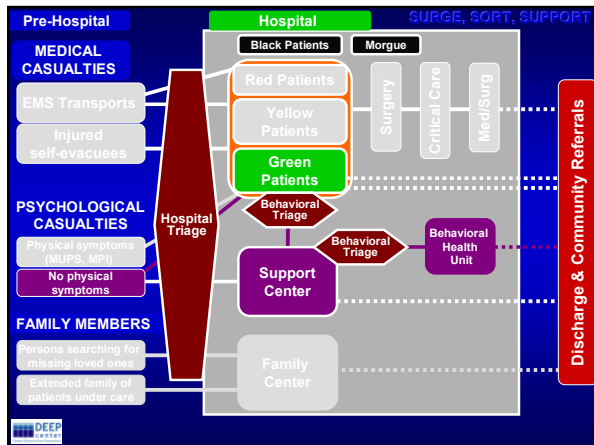 Pre-Hospital
Hospital
SURGE, SORT, SUPPORT
Black Patients
Morgue
MEDICAL
CASUALTIES
EMS Transports
Injured
self-evacuees
Hospital
Triage
Red Patients
Yellow
Patients
Green
Patients
Surgery
Critical Care
Med/Surg
Discharge & Community Referrals
PSYCHOLOGICAL
CASUALTIES
Physical symptoms
(MUPS, MPI)
No physical
symptoms
Behavioral
Triage
Behavioral
Triage
Behavioral
Health
Unit
Support
Center
FAMILY MEMBERS
Persons searching for
missing loved ones
Extended family of
patients under care
Family
Center
DEEP
center